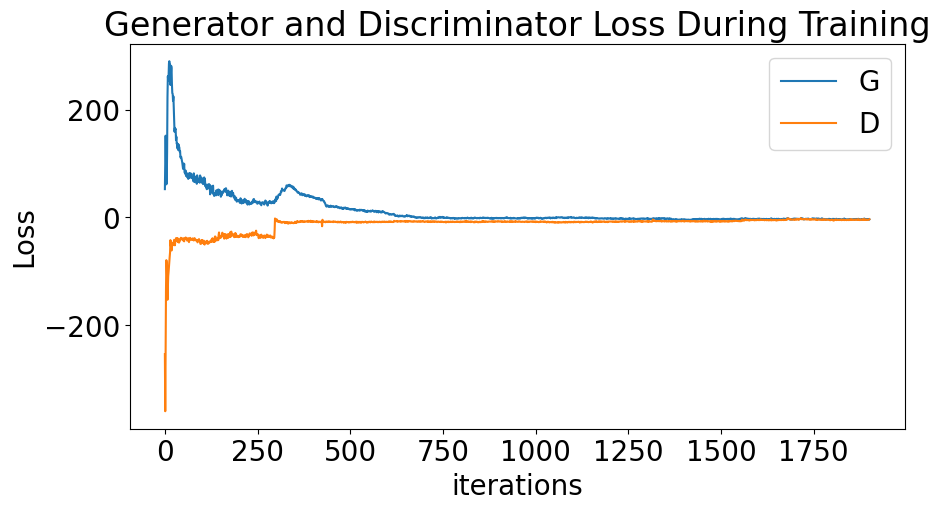 Generator and Discriminator Loss During Training
G
D
200
0
−200
Loss
0 250 500 750 1000 1250 1500 1750
iterations